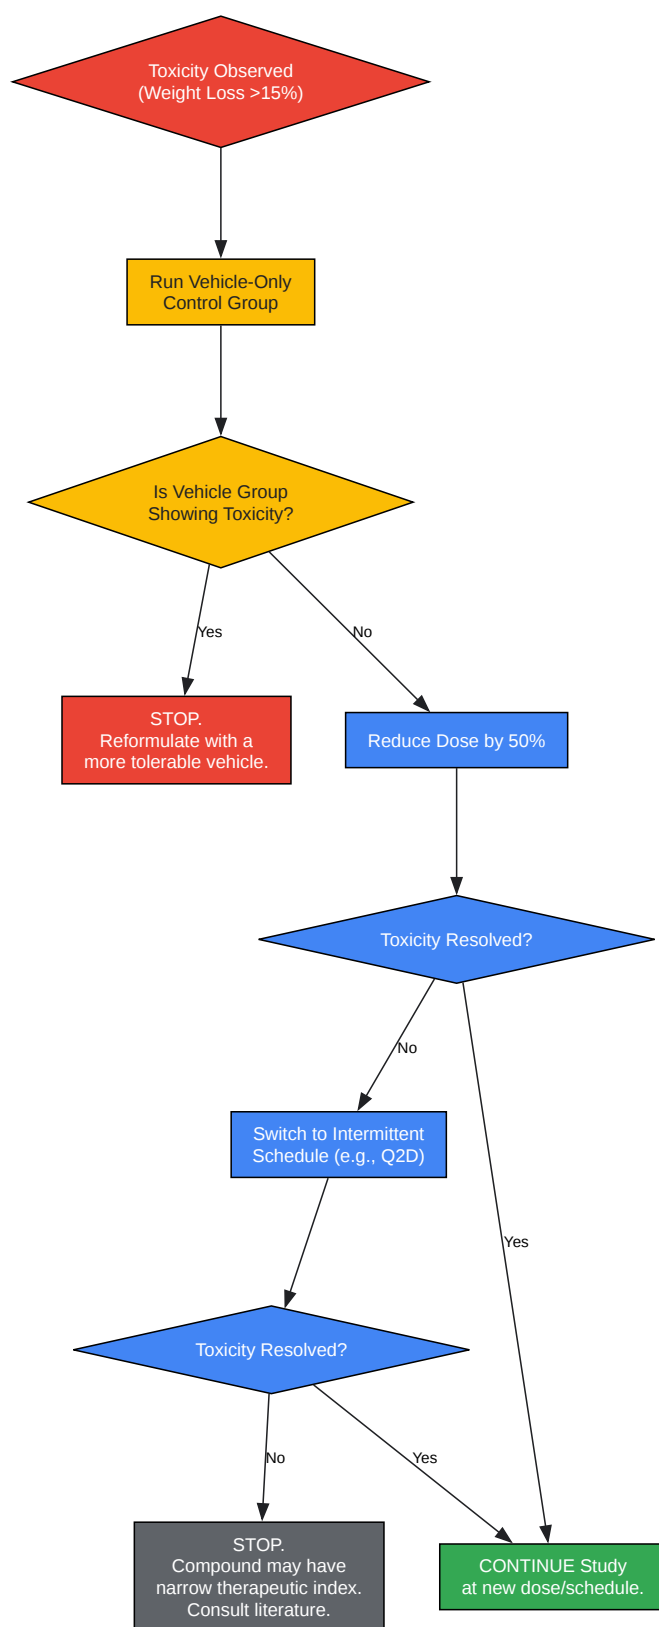 Toxicity Observed
(Weight Loss >15%)
Run Vehicle-Only
Control Group
Is Vehicle Group
Showing Toxicity?
Yes
No
STOP.
Reformulate with a
more tolerable vehicle.
Reduce Dose by 50%
Toxicity Resolved?
No
Switch to Intermittent
Schedule (e.g., Q2D)
Yes
Toxicity Resolved?
No
Yes
STOP.
Compound may have
narrow therapeutic index.
Consult literature.
CONTINUE Study
at new dose/schedule.